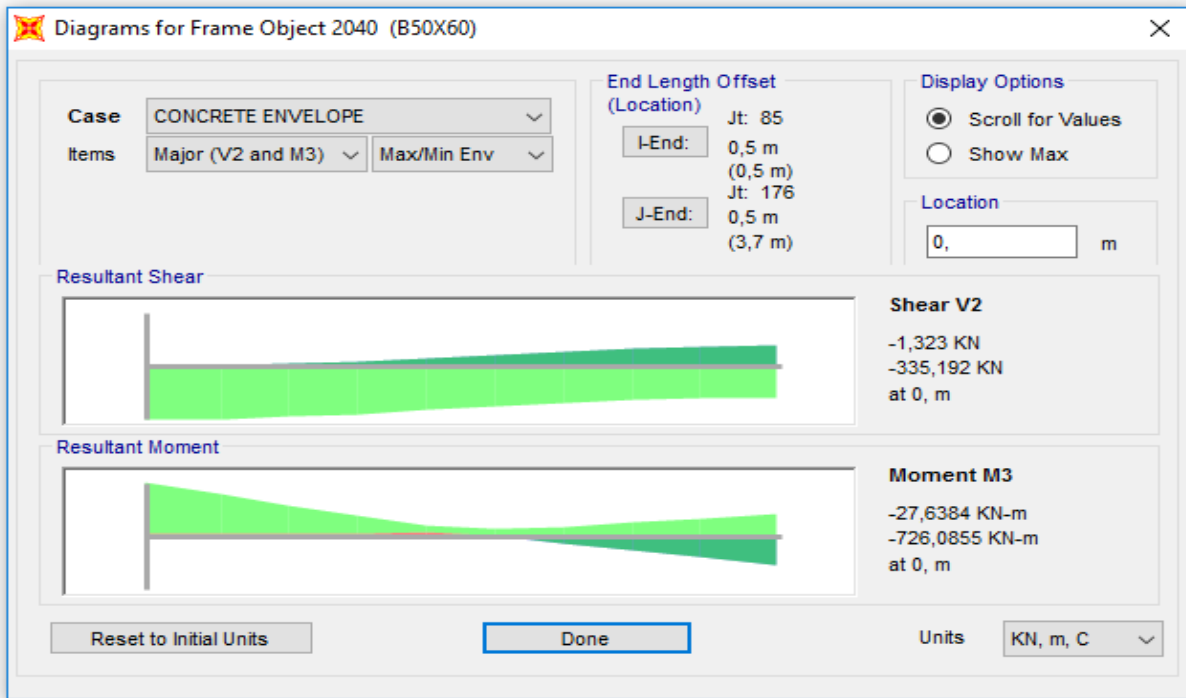 Diagrams for Frame Object 2040 (B50X60)
Case CONCRETE ENVELOPE
Items Major (V2 and M3) Max/Min Env
End Length Offset
(Location)
Jt: 85
I-End: 0,5 m
(0,5 m)
Jt: 176
J-End: 0,5 m
(3,7 m)
Display Options
Scroll for Values
Show Max
Location
0, m
Resultant Shear
Shear V2
-1,323 KN
-335,192 KN
at 0, m
Resultant Moment
Moment M3
-27,6384 KN-m
-726,0855 KN-m
at 0, m
Reset to Initial Units Done Units KN, m, C